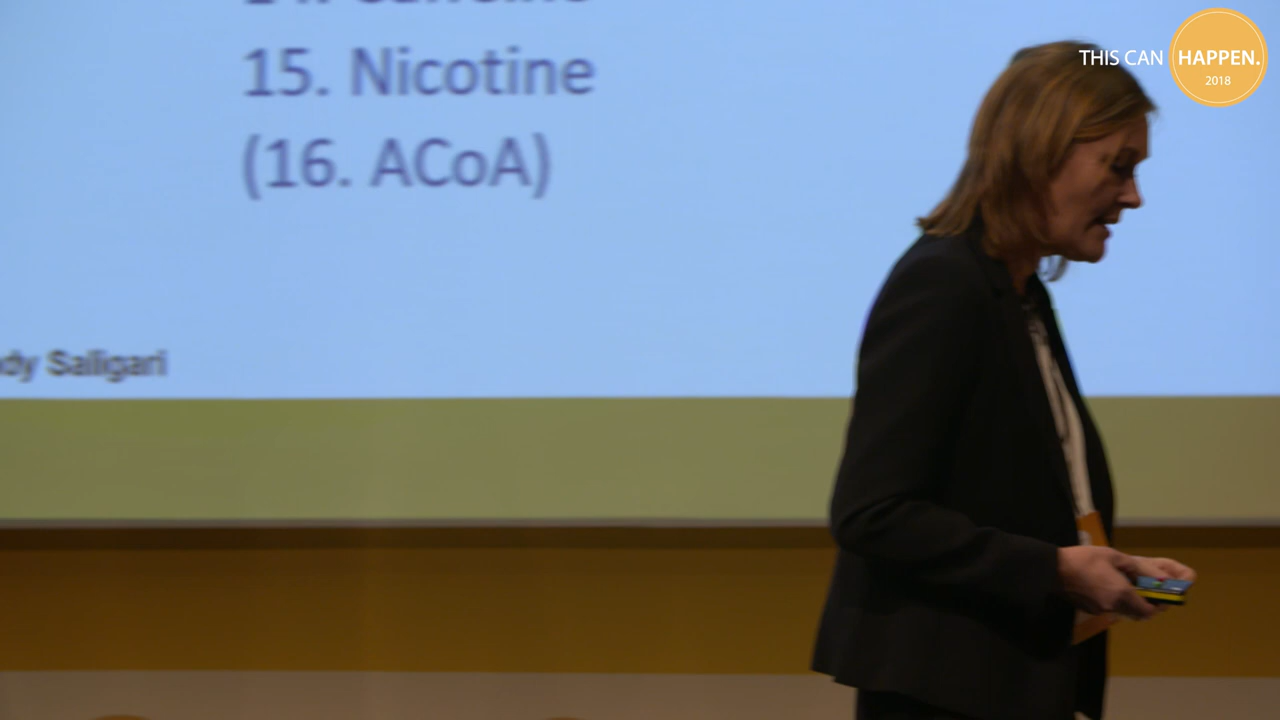 15. Nicotine
(16. ACoA)
Saligari
THIS CAN HAPPEN.
2018